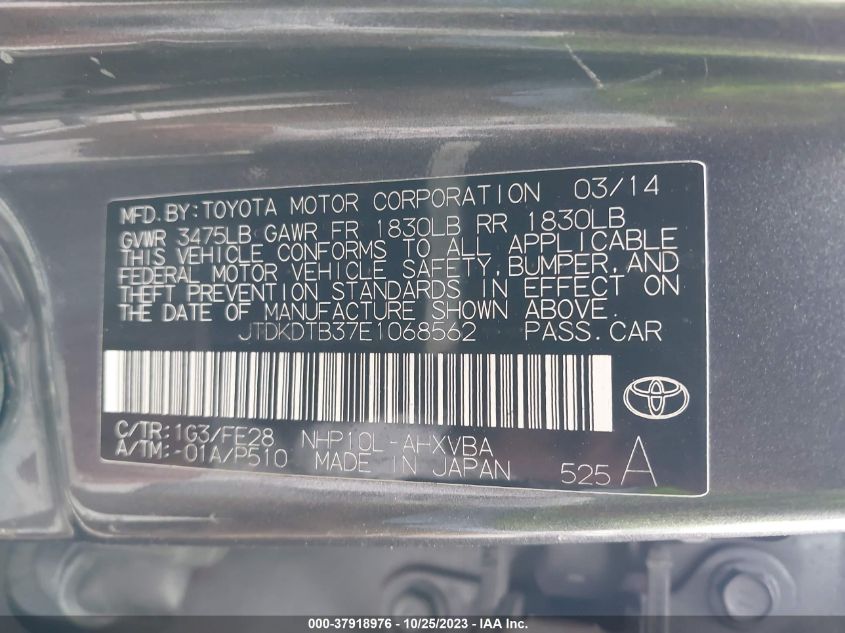 MFD. BY: TOYOTA MOTOR CORPORATION 03/14
GVWR 3475LB GAWR FR 1830LB RR 1830LB
THIS VEHICLE CONFORMS TO ALL APPLICABLE
FEDERAL MOTOR VEHICLE SAFETY, BUMPER, AND
THEFT PREVENTION STANDARDS IN EFFECT ON
THE DATE OF MANUFACTURE SHOWN ABOVE.
JTDKDTB37E1068562 PASS. CAR
C/TR: 1G3/FE28 NHP10L-AHXVBA
A/TM: -01A/P510 MADE IN JAPAN 525 A
000-37918976 - 10/25/2023 - IAA Inc.